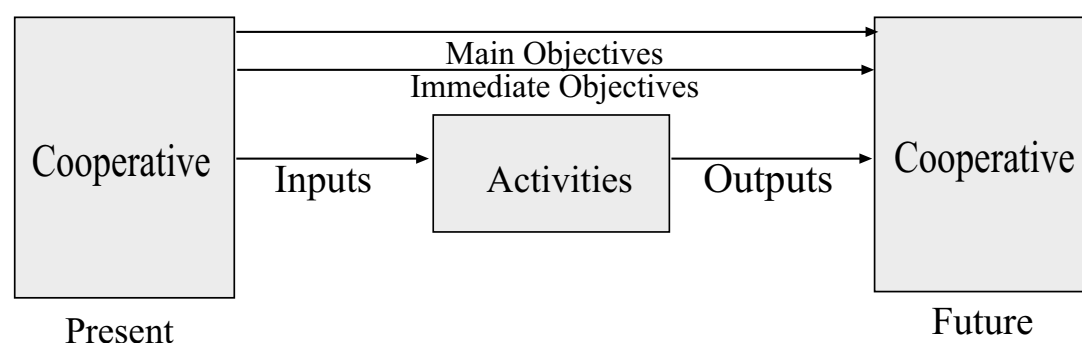 Main Objectives
Immediate Objectives
Cooperative
Inputs
Activities
Outputs
Cooperative
Present
Future